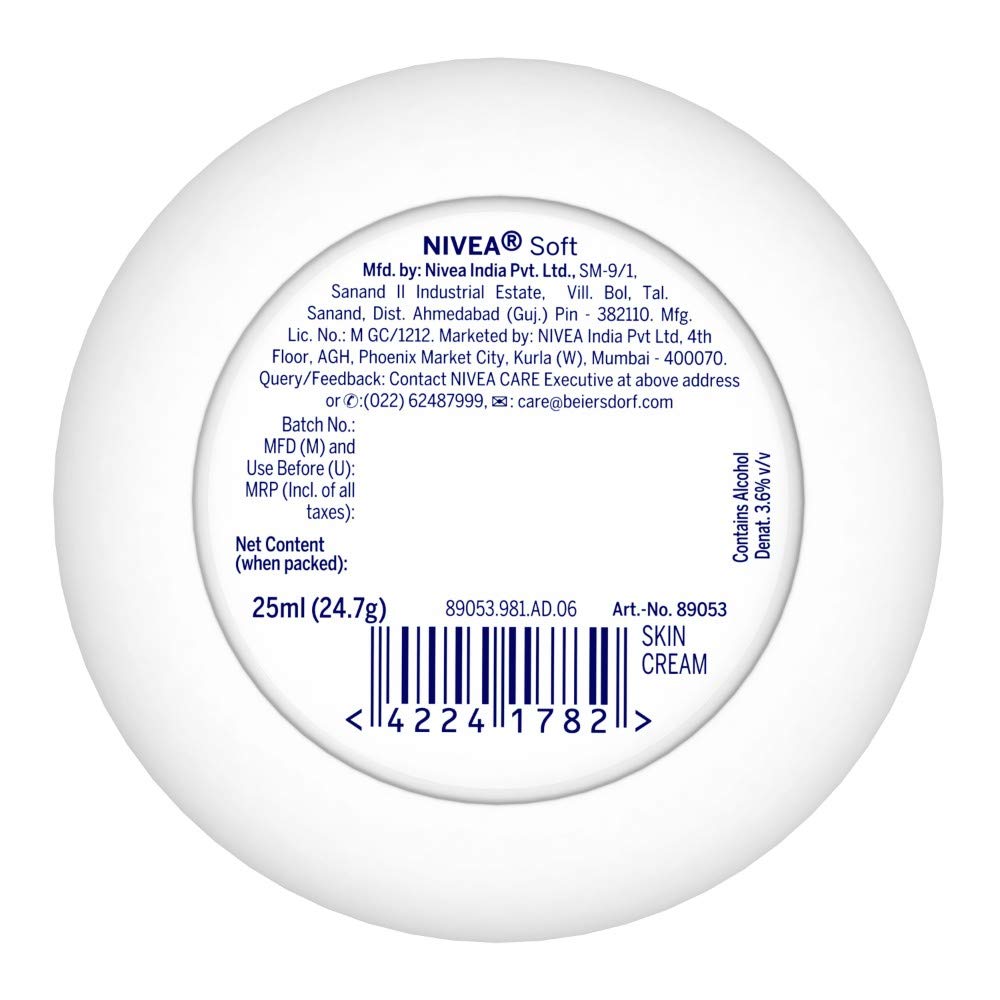 NIVEA® Soft
Mfd. by: Nivea India Pvt. Ltd., SM-9/1,
Sanand II Industrial Estate, Vill. Bol, Tal.
Sanand, Dist. Ahmedabad (Guj.) Pin - 382110. Mfg.
Lic. No.: M GC/1212. Marketed by: NIVEA India Pvt Ltd, 4th
Floor, AGH, Phoenix Market City, Kurla (W), Mumbai - 400070.
Query/Feedback: Contact NIVEA CARE Executive at above address
or ✆:(022) 62487999, ✉: care@beiersdorf.com
Batch No.:
MFD (M) and
Use Before (U):
MRP (Incl. of all
taxes):
Contains Alcohol
Denat. 3.6% v/v
Net Content
(when packed):
25ml (24.7g) 89053.981.AD.06 Art.-No. 89053
SKIN
CREAM
< 4224 1782 >